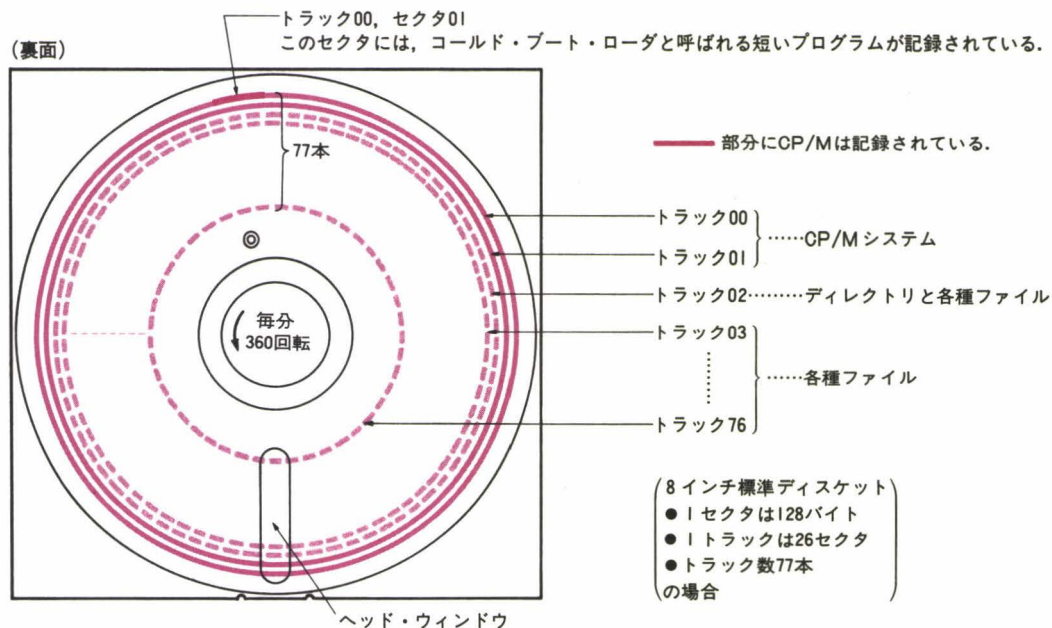 トラック00，セクタ01
このセクタには，コールド・ブート・ローダと呼ばれる短いプログラムが記録されている．
(裏面)
77本
部分にCP/Mは記録されている．
トラック00
トラック01
……CP/Mシステム
トラック02………ディレクトリと各種ファイル
トラック03
……各種ファイル
トラック76
毎分
360回転
8インチ標準ディスケット
●1セクタは128バイト
●1トラックは26セクタ
●トラック数77本
の場合
ヘッド・ウィンドウ